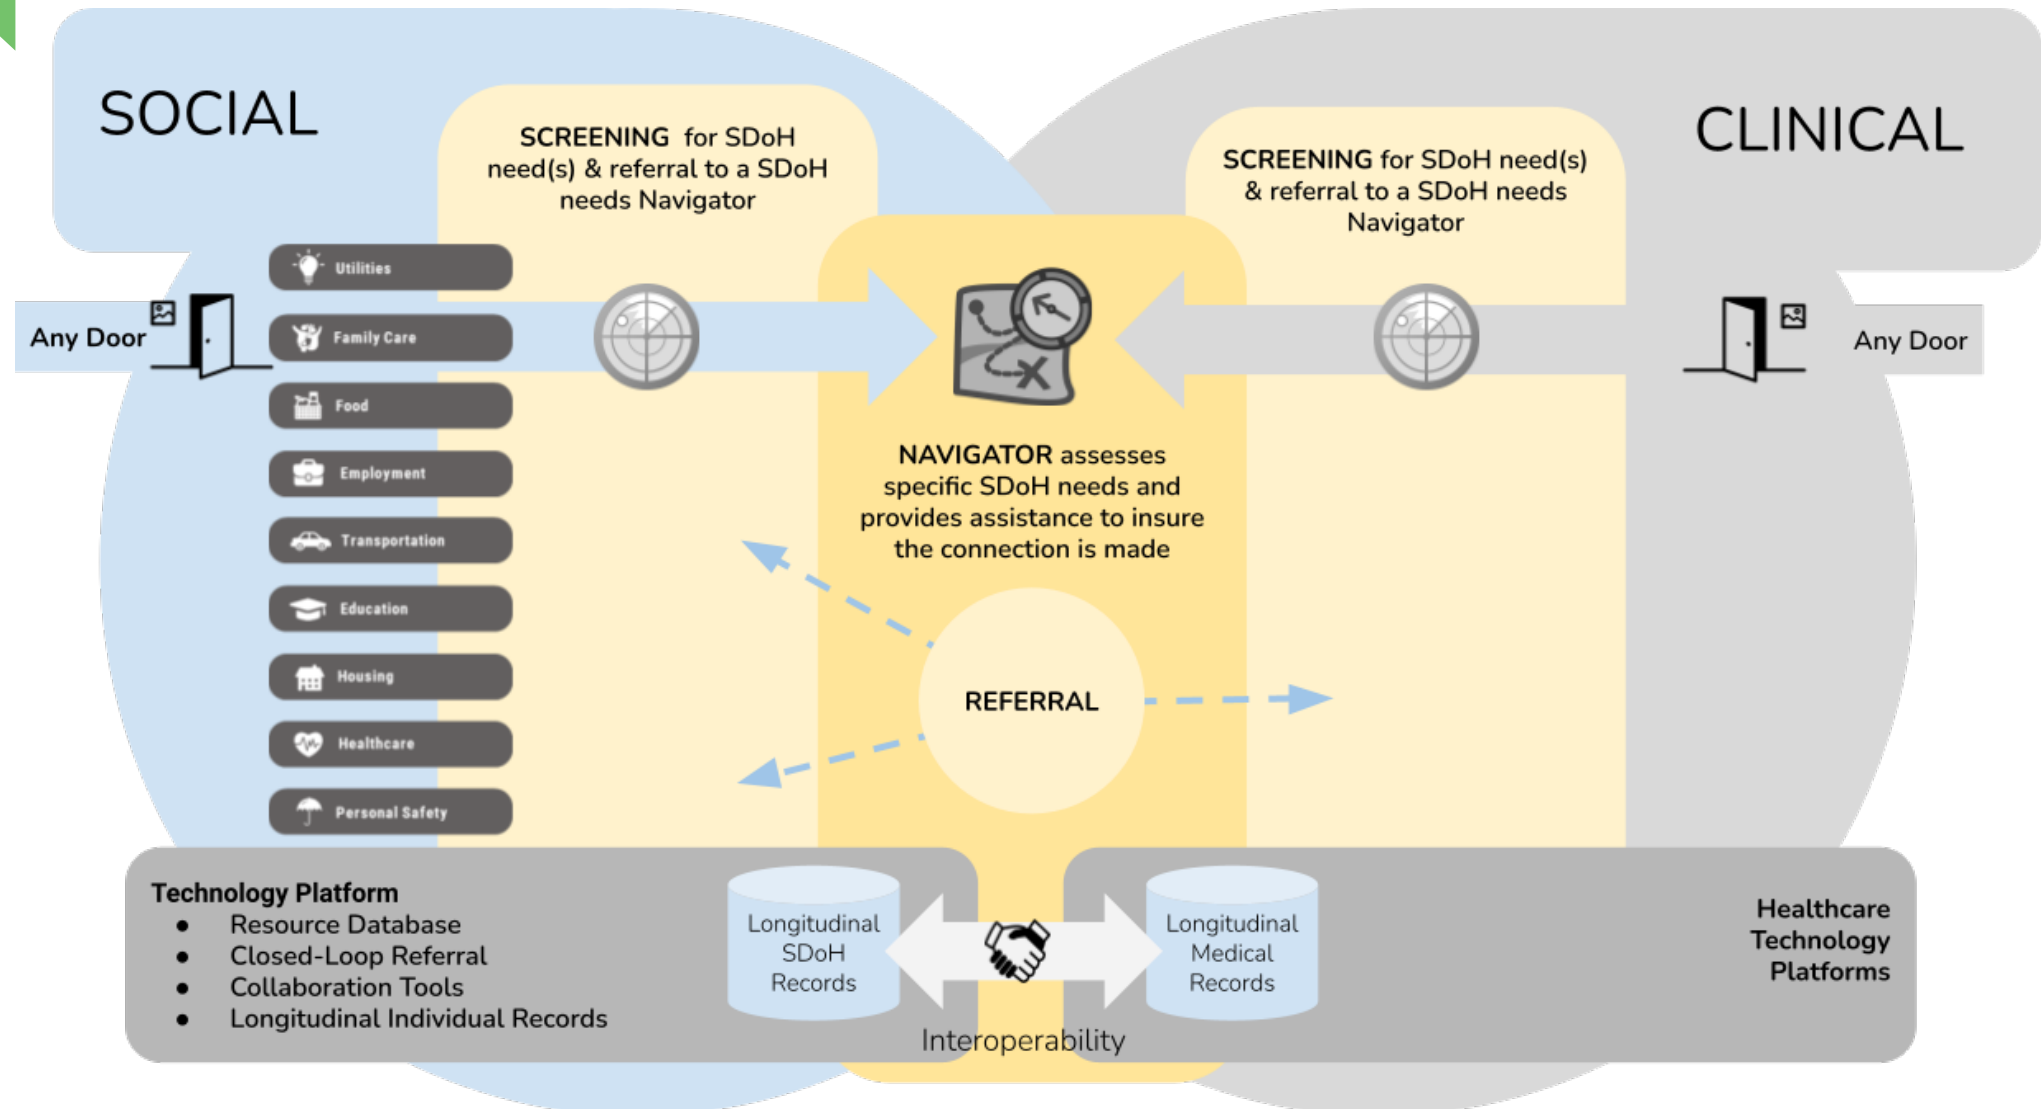 SOCIAL
CLINICAL
SCREENING for SDoH
need(s) & referral to a SDoH
needs Navigator
SCREENING for SDoH need(s)
& referral to a SDoH needs
Navigator
Any Door
Utilities
Family Care
Food
Employment
Transportation
Education
Housing
Healthcare
Personal Safety
Any Door
NAVIGATOR assesses
specific SDoH needs and
provides assistance to insure
the connection is made
REFERRAL
Technology Platform
● Resource Database
● Closed-Loop Referral
● Collaboration Tools
● Longitudinal Individual Records
Longitudinal
SDoH
Records
Interoperability
Longitudinal
Medical
Records
Healthcare
Technology
Platforms